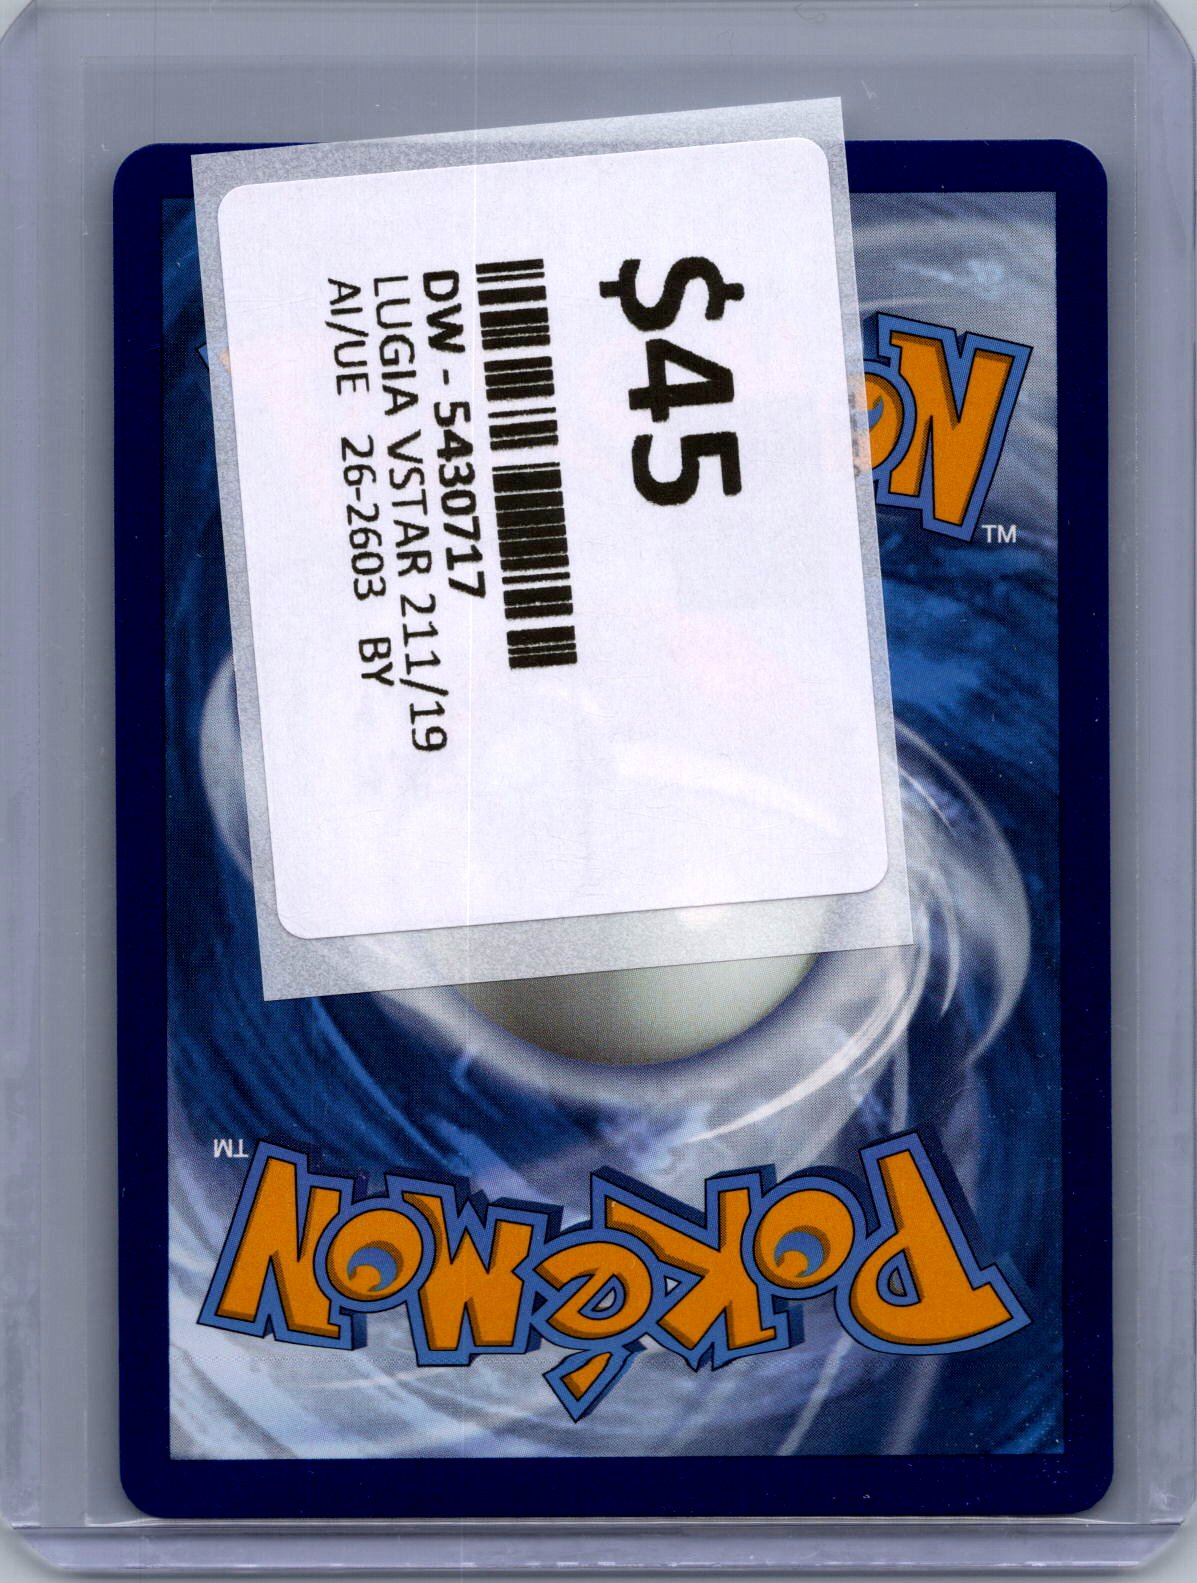 $45
DW - 5430717
LUGIA VSTAR 211/19
AI/UE 26-2603 BY
TM
POKéMON
TM